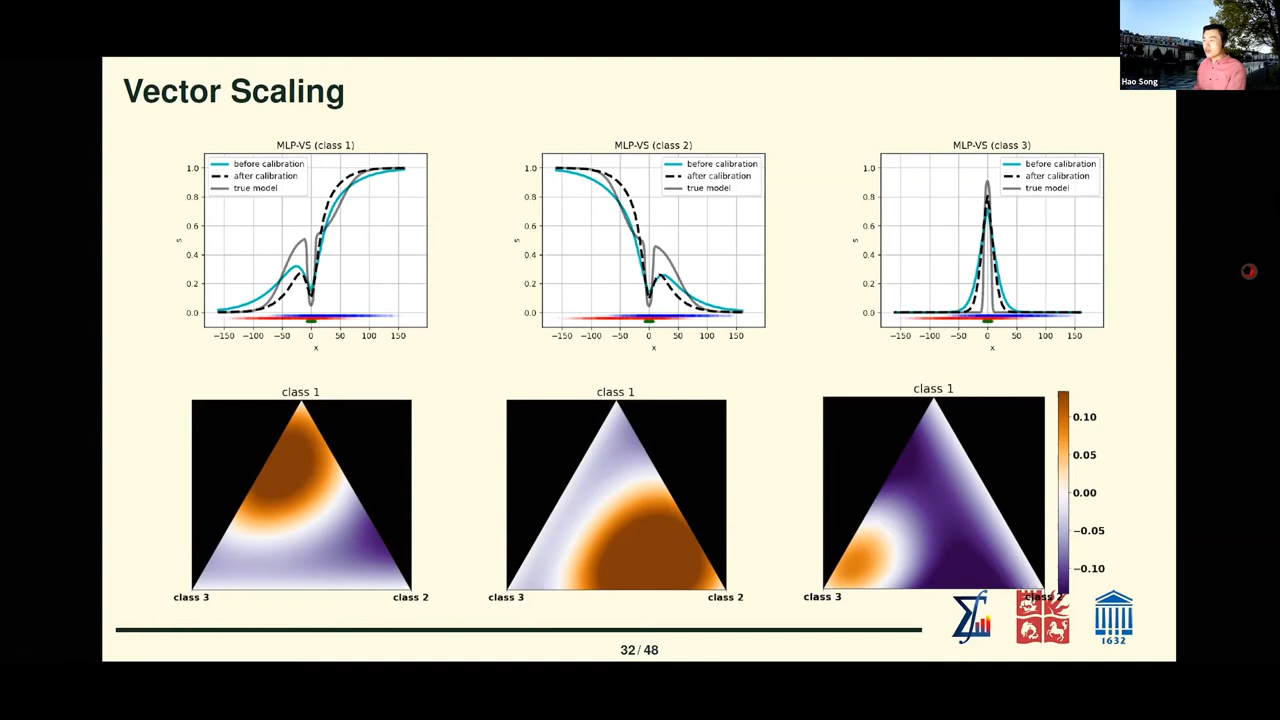 Hao Song
Vector Scaling
MLP-VS (class 1)
before calibration
after calibration
true model
1.0
0.8
0.6
0.4
0.2
0.0
s
−150 −100 −50 0 50 100 150
x
MLP-VS (class 2)
before calibration
after calibration
true model
1.0
0.8
0.6
0.4
0.2
0.0
s
−150 −100 −50 0 50 100 150
x
MLP-VS (class 3)
before calibration
after calibration
true model
1.0
0.8
0.6
0.4
0.2
0.0
s
−150 −100 −50 0 50 100 150
x
class 1
class 3 class 2
class 1
class 3 class 2
class 1
class 3 class 2
0.10
0.05
0.00
−0.05
−0.10
Σf
1632
32 / 48